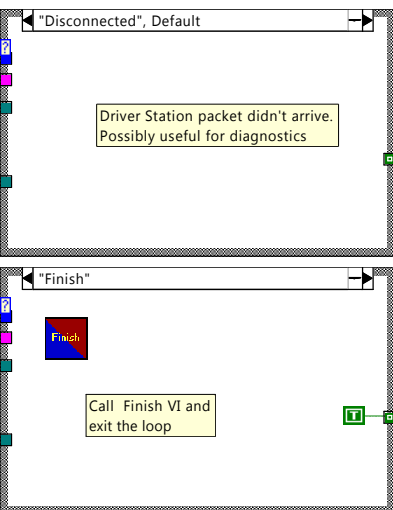 "Disconnected", Default
?
Driver Station packet didn't arrive.
Possibly useful for diagnostics
"Finish"
?
Finish
Call Finish VI and
exit the loop
T